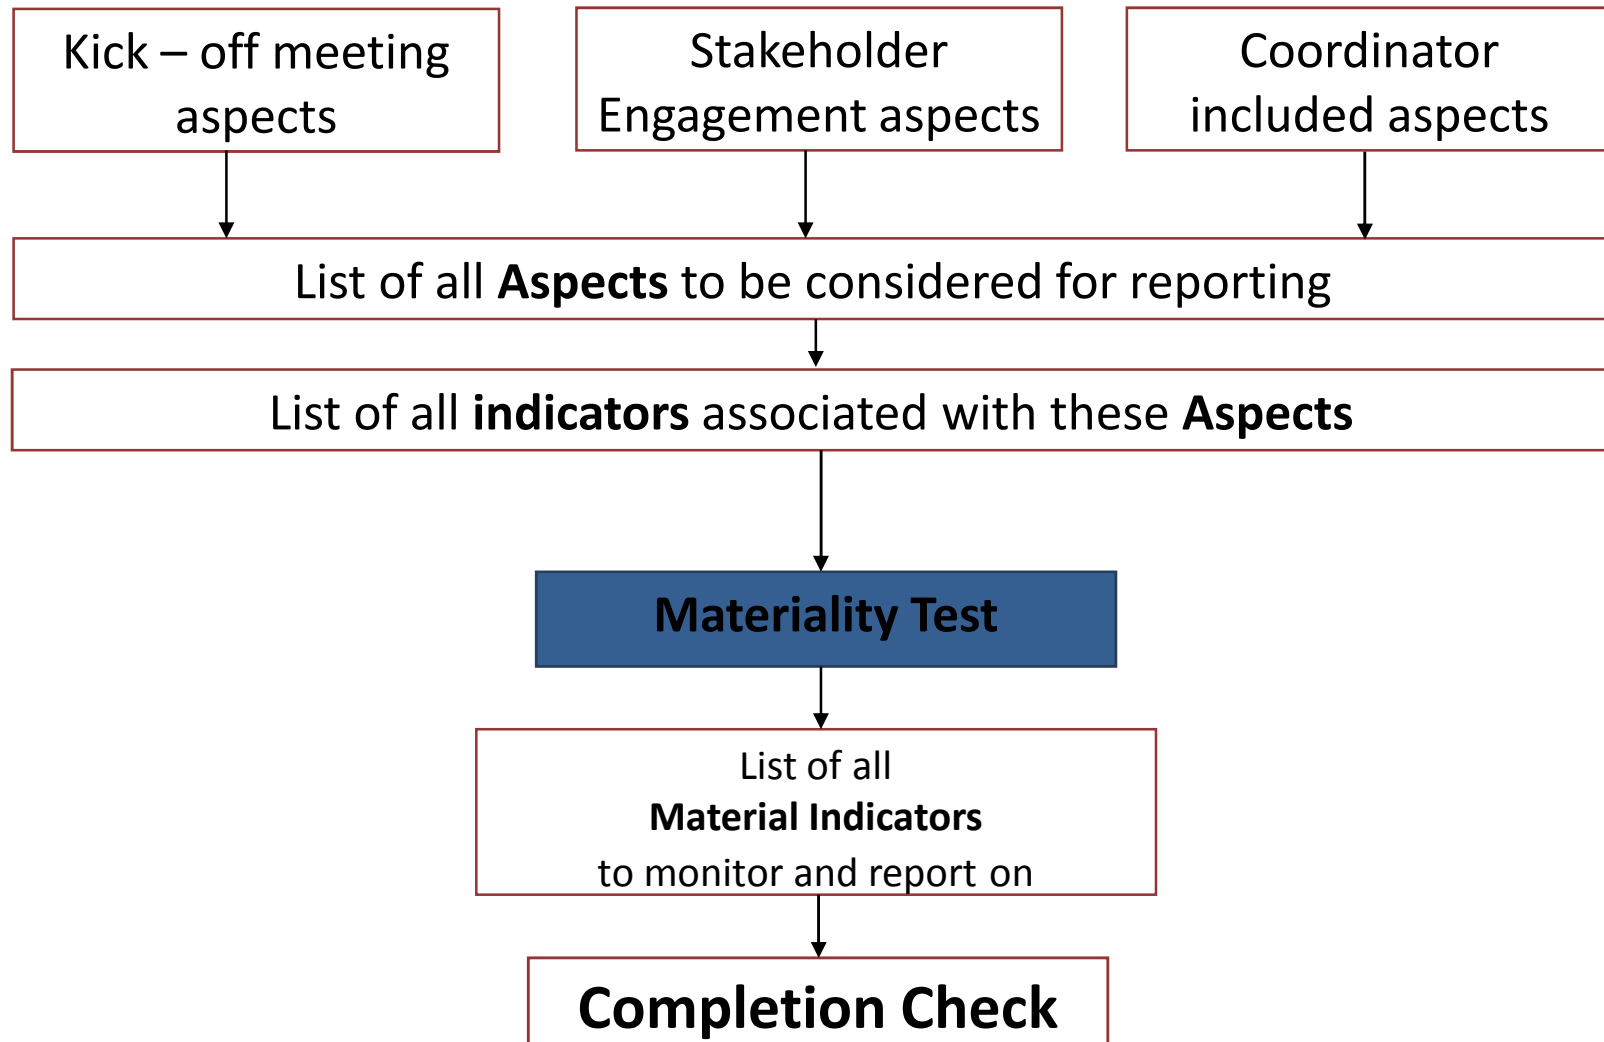 Kick – off meeting
aspects
Stakeholder
Engagement aspects
Coordinator
included aspects
List of all Aspects to be considered for reporting
List of all indicators associated with these Aspects
Materiality Test
List of all
Material Indicators
to monitor and report on
Completion Check